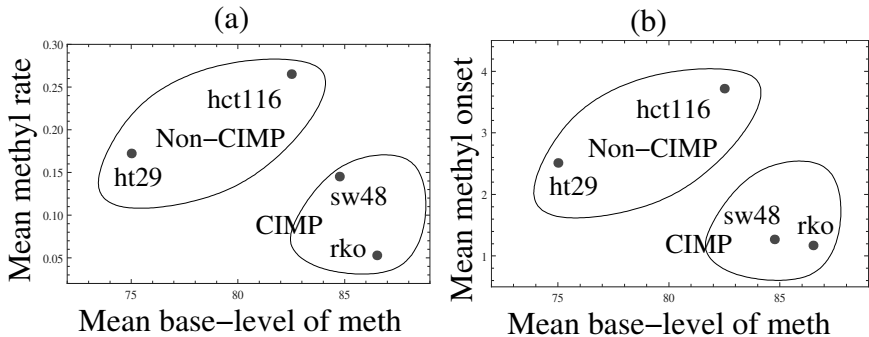 (a)
Mean methyl rate
0.30
0.25
0.20
0.15
0.10
0.05
hct116
Non−CIMP
ht29
sw48
CIMP
rko
75
80
85
Mean base−level of meth
(b)
Mean methyl onset
4
3
2
1
hct116
Non−CIMP
ht29
sw48
rko
CIMP
75
80
85
Mean base−level of meth